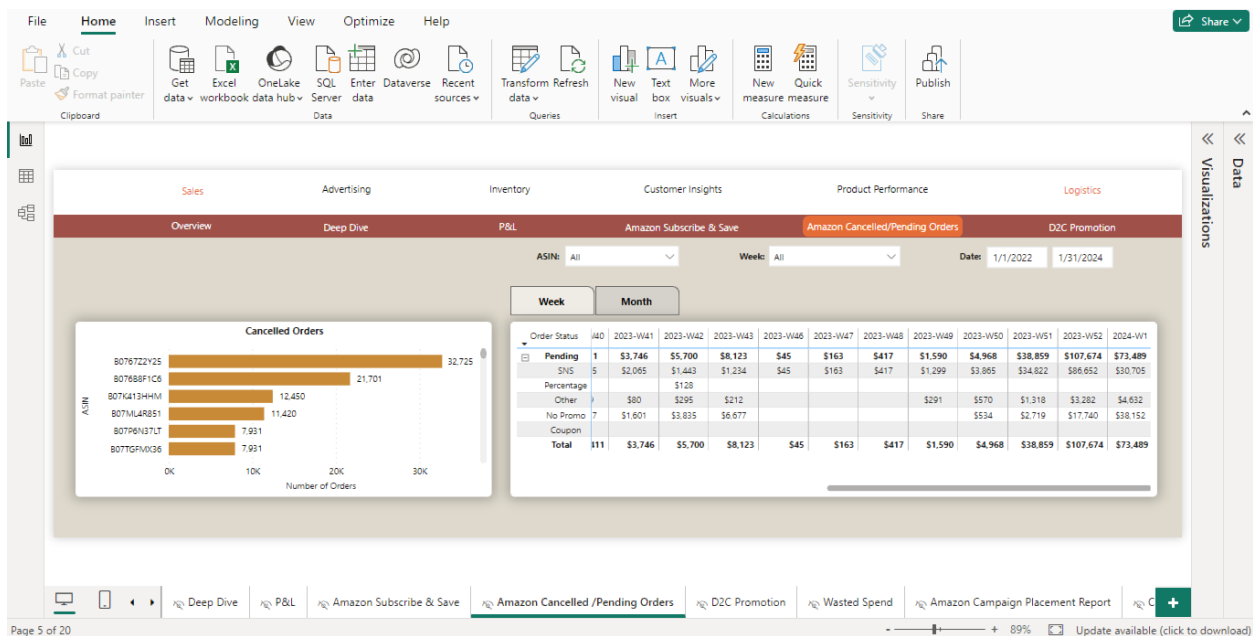 File Home Insert Modeling View Optimize Help Share
Cut
Copy
Format painter
Paste
Clipboard
Get data
Excel workbook
OneLake data hub
SQL Server
Enter data
Dataverse
Recent sources
Data
Transform data
Refresh
Queries
New visual
Text box
More visuals
Insert
New measure
Quick measure
Calculations
Sensitivity
Sensitivity
Publish
Share
Visualizations
Data
Sales Advertising Inventory Customer Insights Product Performance Logistics
Overview Deep Dive P&L Amazon Subscribe & Save Amazon Cancelled/Pending Orders D2C Promotion
ASIN: All Week: All Date: 1/1/2022 1/31/2024
Week Month
Cancelled Orders
ASIN
B0767Z2Y25 32,725
B076B8F1C6 21,701
B07K413HHM 12,450
B07ML4R851 11,420
B07P6N37LT 7,931
B07TGFMX36 7,931
0K 10K 20K 30K
Number of Orders
Order Status /40 2023-W41 2023-W42 2023-W43 2023-W46 2023-W47 2023-W48 2023-W49 2023-W50 2023-W51 2023-W52 2024-W1
Pending 1 $3,746 $5,700 $8,123 $45 $163 $417 $1,590 $4,968 $38,859 $107,674 $73,489
SNS 5 $2,065 $1,443 $1,234 $45 $163 $417 $1,299 $3,865 $34,822 $86,652 $30,705
Percentage $128
Other $80 $295 $212 $291 $570 $1,318 $3,282 $4,632
No Promo 7 $1,601 $3,835 $6,677 $534 $2,719 $17,740 $38,152
Coupon
Total 411 $3,746 $5,700 $8,123 $45 $163 $417 $1,590 $4,968 $38,859 $107,674 $73,489
Deep Dive P&L Amazon Subscribe & Save Amazon Cancelled /Pending Orders D2C Promotion Wasted Spend Amazon Campaign Placement Report C +
Page 5 of 20 - + 89% Update available (click to download)